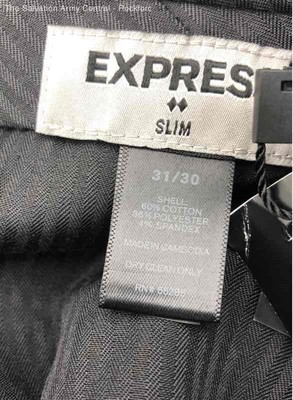 The Salvation Army Central - Rockford
EXPRES
SLIM
31/30
SHELL:
60% COTTON
36% POLYESTER
4% SPANDEX
MADE IN CAMBODIA
DRY CLEAN ONLY